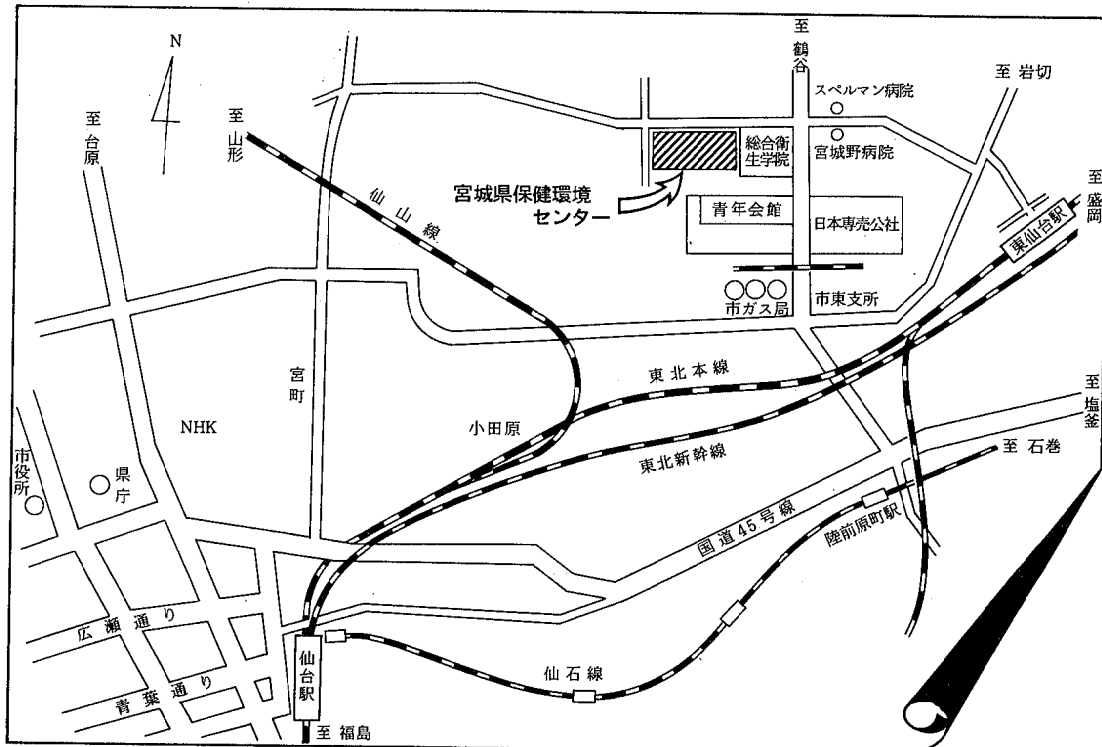 N
至 台原
至 山形
至 鶴谷
至 岩切
スペルマン病院
宮城野病院
総合衛
生学院
宮城県保健環境
センター
青年会館
日本専売公社
至 盛岡
東仙台駅
仙山線
市ガス局
市東支所
宮町
東北本線
NHK
小田原
東北新幹線
至 塩釜
至 石巻
市役所
県庁
国道45号線
陸前原町駅
広瀬通り
青葉通り
仙台駅
仙石線
至 福島